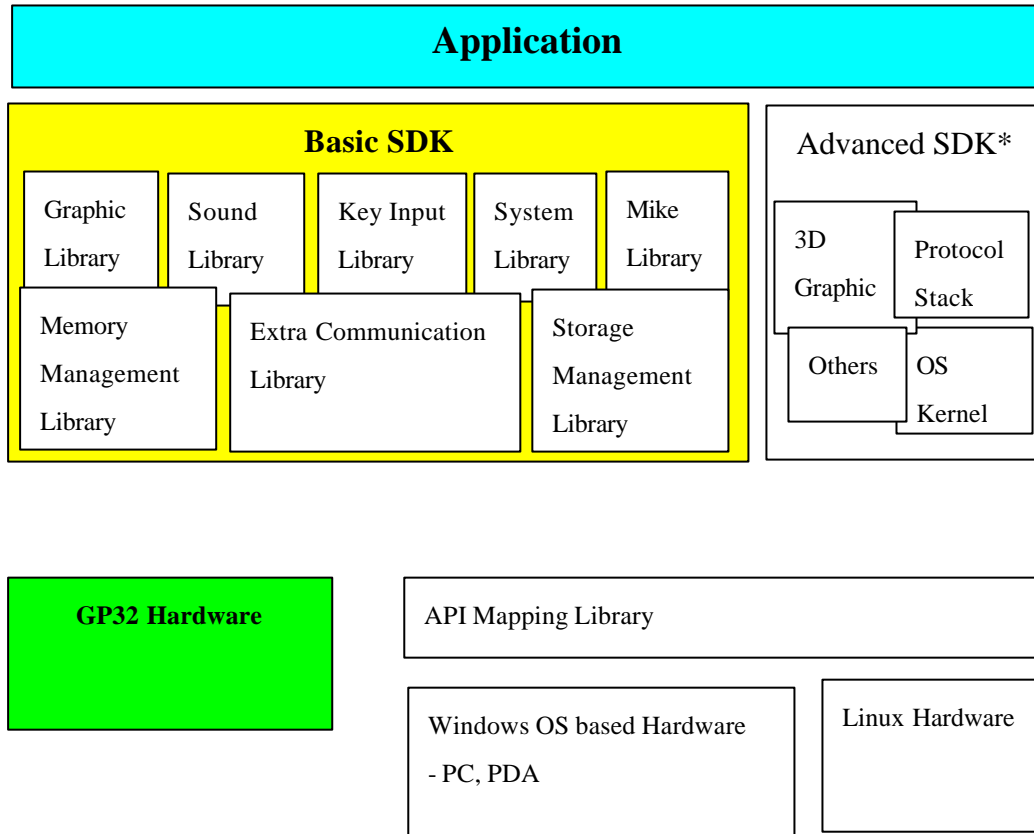 Application
Basic SDK
Graphic
Library
Sound
Library
Key Input
Library
System
Library
Mike
Library
Memory
Management
Library
Extra Communication
Library
Storage
Management
Library
Advanced SDK*
3D
Graphic
Protocol
Stack
Others
OS
Kernel
GP32 Hardware
API Mapping Library
Windows OS based Hardware
- PC, PDA
Linux Hardware